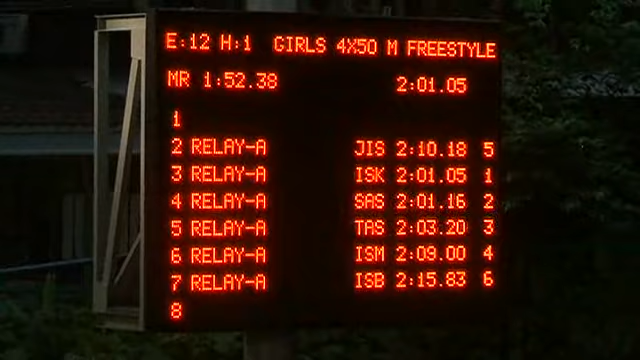 E:12 H:1 GIRLS 4X50 M FREESTYLE
MR 1:52.38 2:01.05
1
2 RELAY-A JIS 2:10.18 5
3 RELAY-A ISK 2:01.05 1
4 RELAY-A SAS 2:01.16 2
5 RELAY-A TAS 2:03.20 3
6 RELAY-A ISM 2:09.00 4
7 RELAY-A ISB 2:15.83 6
8